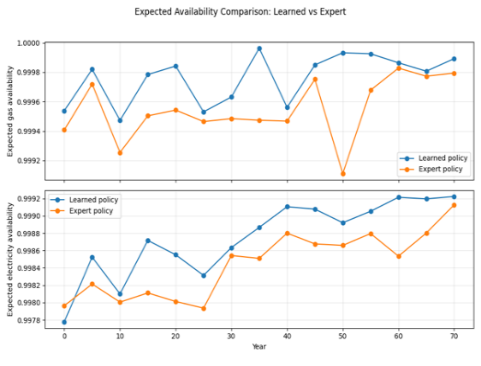 Expected Availability Comparison: Learned vs Expert
Expected gas availability
1.0000
0.9998
0.9996
0.9994
0.9992
Learned policy
Expert policy
Expected electricity availability
0.9992
0.9990
0.9988
0.9986
0.9984
0.9982
0.9980
0.9978
Learned policy
Expert policy
0 10 20 30 40 50 60 70
Year